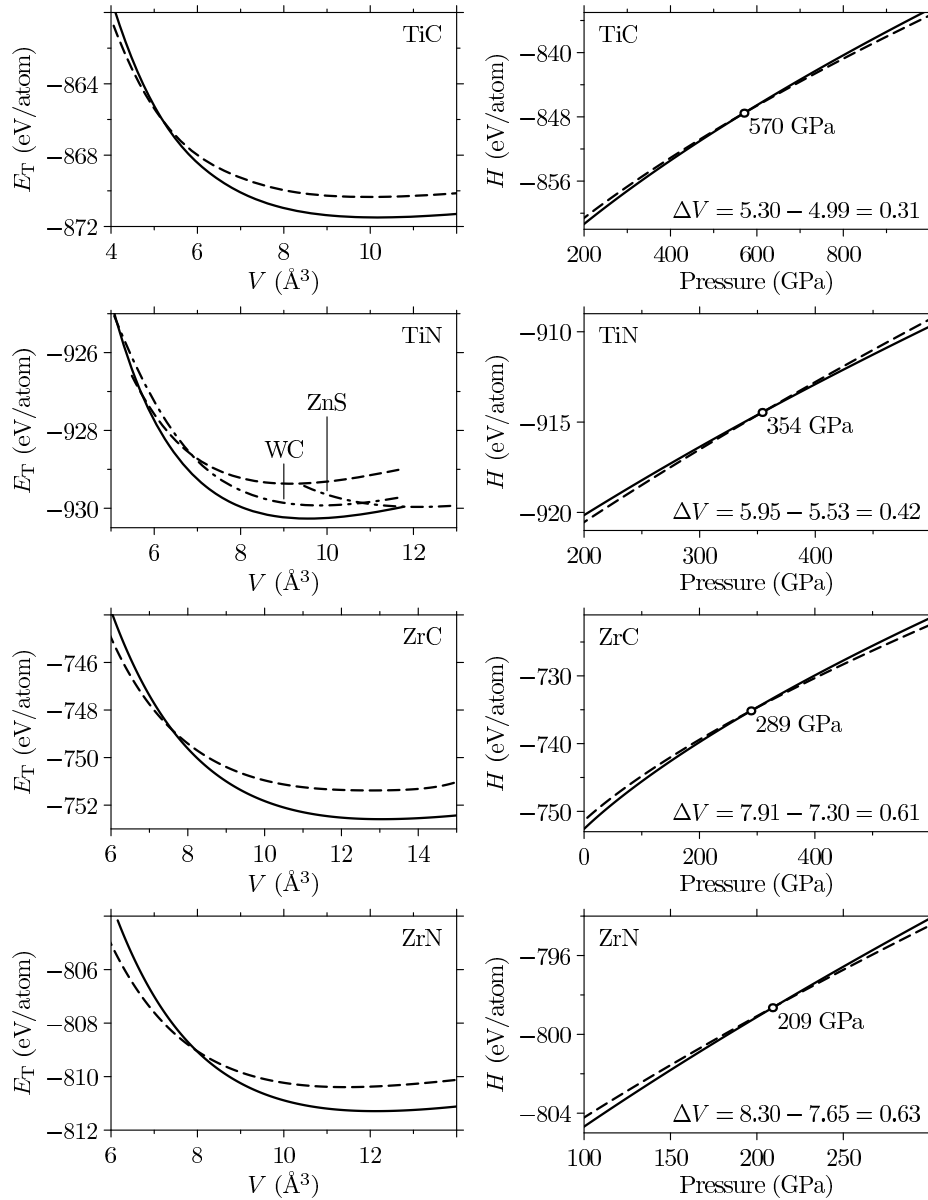 TiC
−864
−868
−872
E_T (eV/atom)
4 6 8 10
V (Å³)
TiC
−840
−848
−856
H (eV/atom)
570 GPa
ΔV = 5.30 − 4.99 = 0.31
200 400 600 800
Pressure (GPa)
TiN
−926
−928
−930
E_T (eV/atom)
ZnS
WC
6 8 10 12
V (Å³)
TiN
−910
−915
−920
H (eV/atom)
354 GPa
ΔV = 5.95 − 5.53 = 0.42
200 300 400
Pressure (GPa)
ZrC
−746
−748
−750
−752
E_T (eV/atom)
6 8 10 12 14
V (Å³)
ZrC
−730
−740
−750
H (eV/atom)
289 GPa
ΔV = 7.91 − 7.30 = 0.61
0 200 400
Pressure (GPa)
ZrN
−806
−808
−810
−812
E_T (eV/atom)
6 8 10 12
V (Å³)
ZrN
−796
−800
−804
H (eV/atom)
209 GPa
ΔV = 8.30 − 7.65 = 0.63
100 150 200 250
Pressure (GPa)